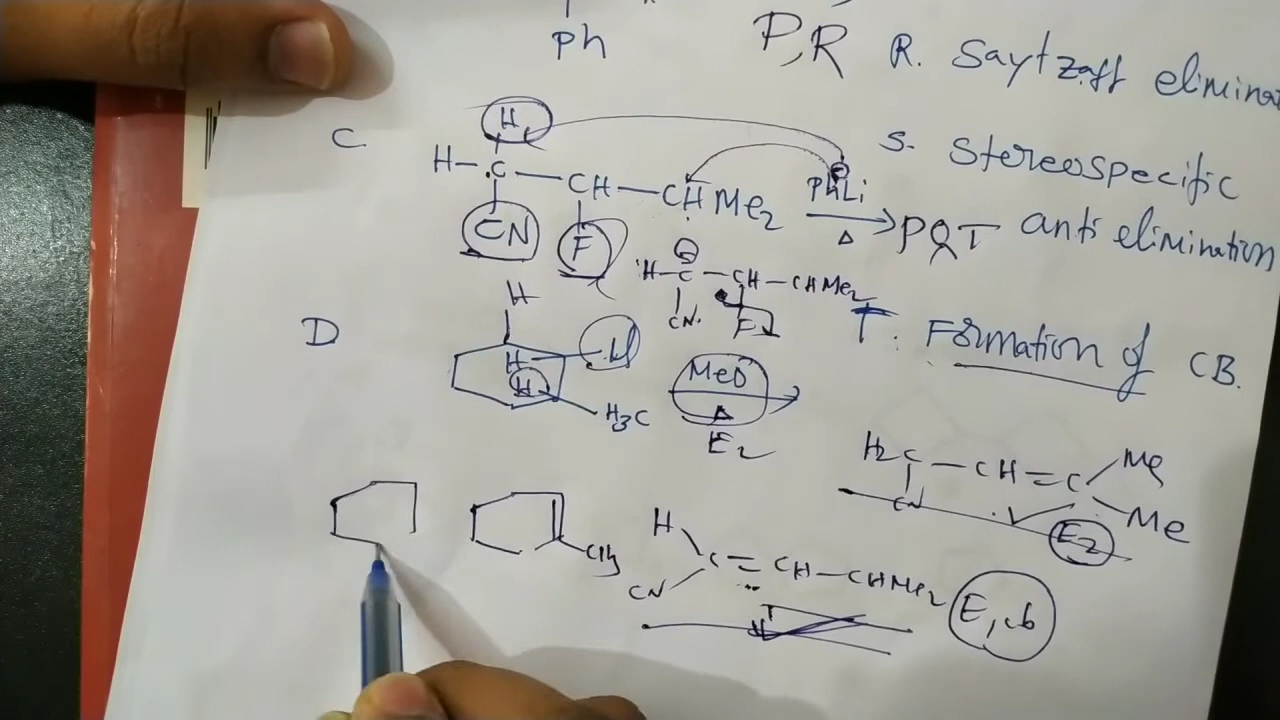 Ph
P,R
R. Saytzaff elimina
C
H
H-C-CH-CHMe2
CN F
PhLi
Δ
PQT
S. Stereospecific
anti elimination
⊖
H-C-CH-CHMe2
CN F
T. Formation of CB.
D
H
H
H
H3C
MeO
Δ
E2
H2C-CH=C
CN
Me
Me
E2
CH3
H
C=CH-CHMe2
CN
E1cb